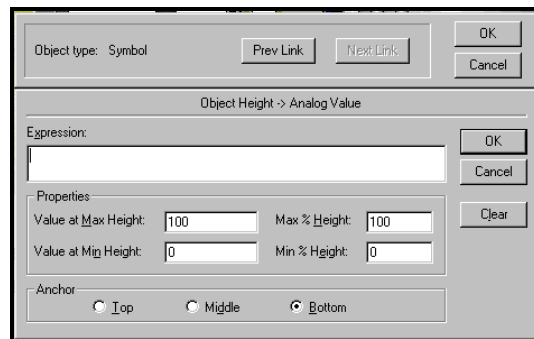 Object type: Symbol Prev Link Next Link OK
Cancel
Object Height -> Analog Value
Expression:
OK
Cancel
Properties
Value at Max Height: 100 Max % Height: 100 Clear
Value at Min Height: 0 Min % Height: 0
Anchor
Top Middle Bottom